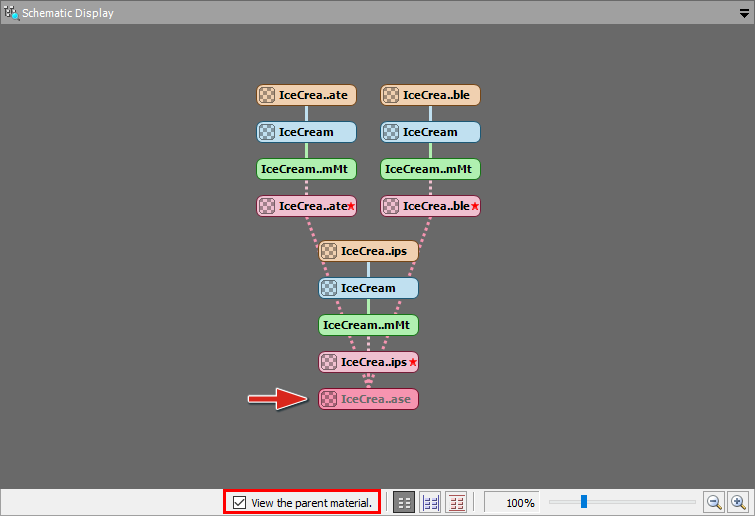 Schematic Display
IceCrea..ate IceCrea..ble
IceCream IceCream
IceCream..mMt IceCream..mMt
IceCrea..ate IceCrea..ble
IceCrea..ips
IceCream
IceCream..mMt
IceCrea..ips
IceCrea..ase
View the parent material. 100%